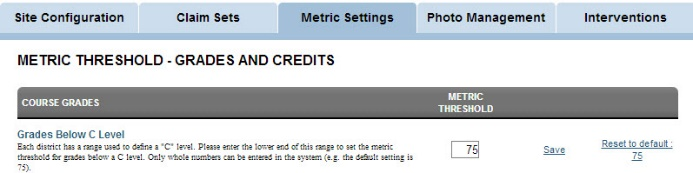 Site Configuration Claim Sets Metric Settings Photo Management Interventions
METRIC THRESHOLD - GRADES AND CREDITS
COURSE GRADES METRIC THRESHOLD
Grades Below C Level
Each district has a range used to define a "C" level. Please enter the lower end of this range to set the metric
threshold for grades below a C level. Only whole numbers can be entered in the system (e.g. the default setting is
75).
75 Save Reset to default :
75